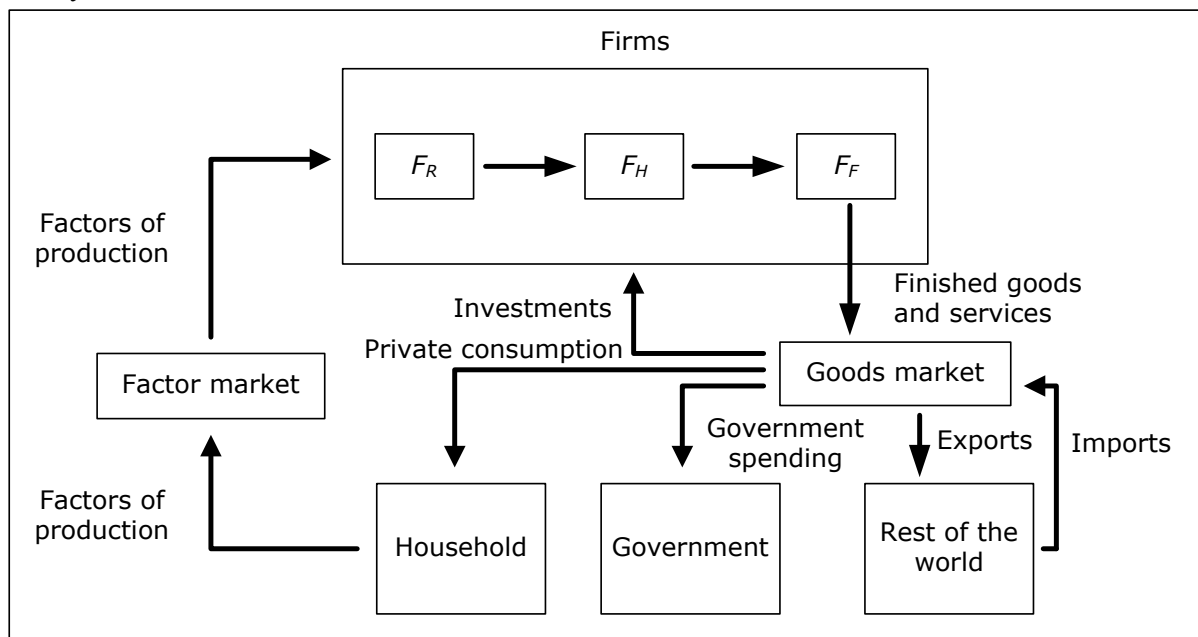 Firms
F_R
F_H
F_F
Factors of
production
Finished goods
and services
Investments
Private consumption
Factor market
Goods market
Government
spending
Exports
Imports
Factors of
production
Household
Government
Rest of the
world